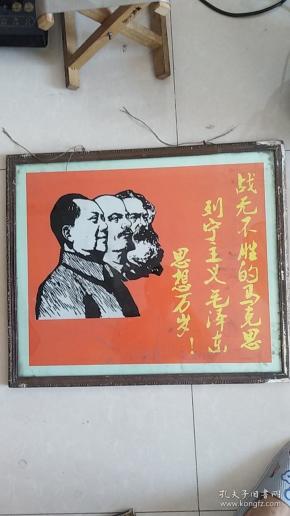 战无不胜的马克思
列宁主义毛泽东
思想万岁！
孔夫子旧书网